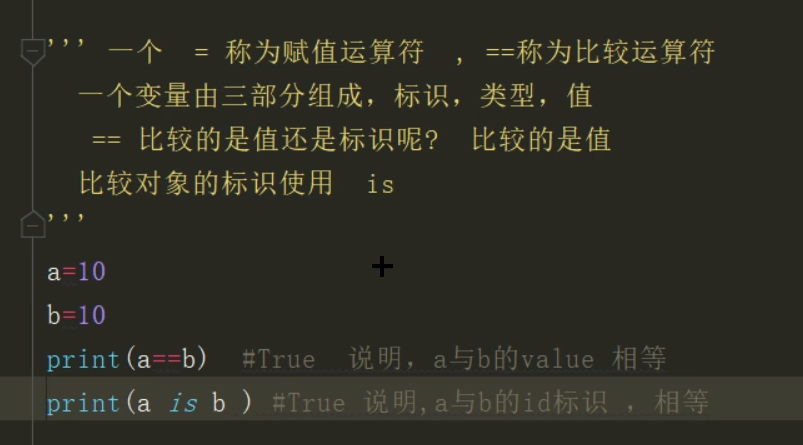 ''' 一个 = 称为赋值运算符 , ==称为比较运算符
一个变量由三部分组成，标识，类型，值
== 比较的是值还是标识呢? 比较的是值
比较对象的标识使用 is
'''
a=10
b=10
print(a==b) #True 说明，a与b的value 相等
print(a is b ) #True 说明,a与b的id标识 ，相等